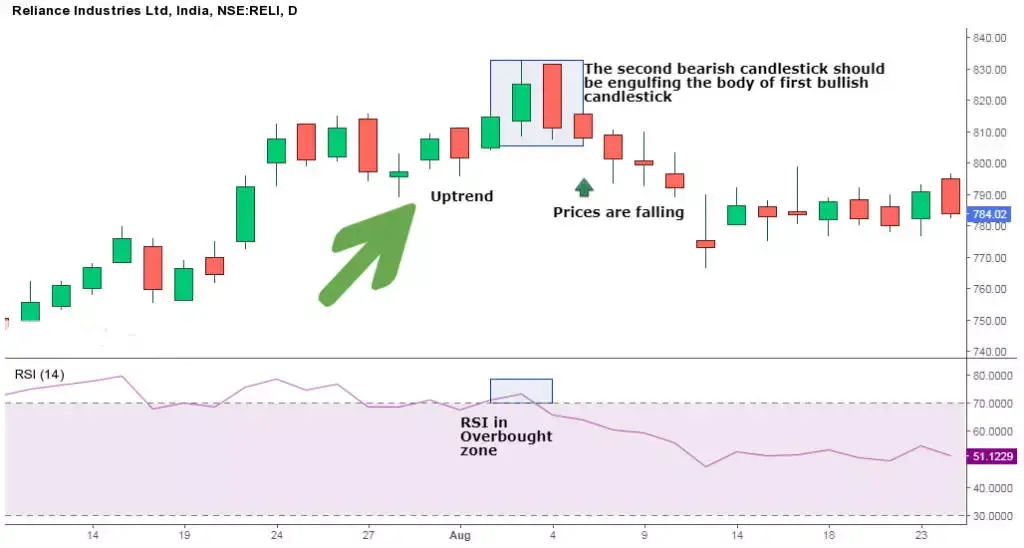 Reliance Industries Ltd, India, NSE:RELI, D
840.00
830.00
The second bearish candlestick should
be engulfing the body of first bullish
candlestick
820.00
810.00
800.00
Uptrend
790.00
Prices are falling
784.02
780.00
770.00
760.00
750.00
740.00
RSI (14)
80.0000
70.0000
RSI in
Overbought
zone
60.0000
51.1229
40.0000
30.0000
14 19 24 27 Aug 4 9 13 18 23